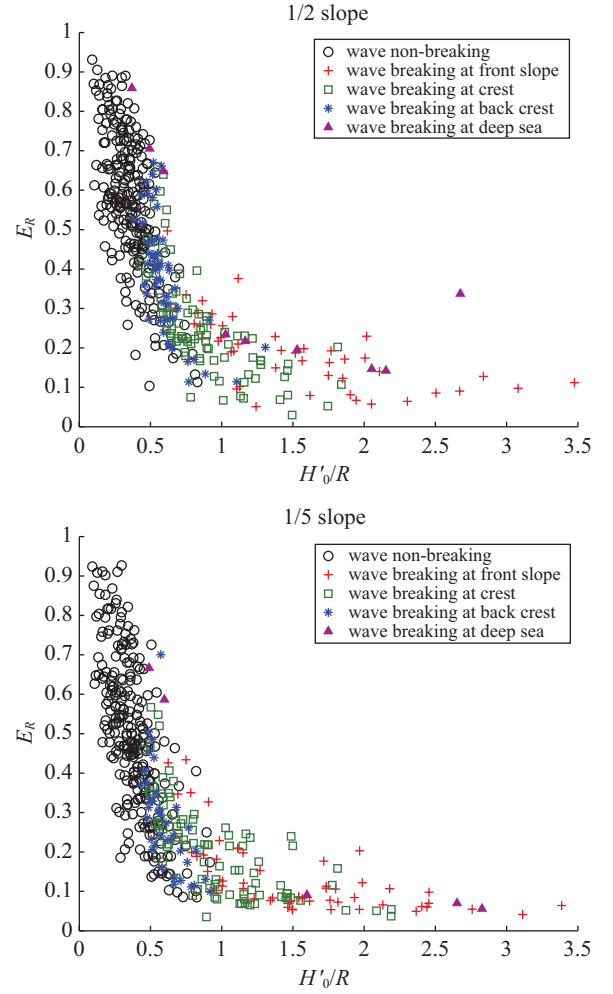 1/2 slope
1
0.9
0.8
0.7
0.6
0.5
0.4
0.3
0.2
0.1
0
E_R
wave non-breaking
wave breaking at front slope
wave breaking at crest
wave breaking at back crest
wave breaking at deep sea
0 0.5 1 1.5 2 2.5 3 3.5
H'_0/R
1/5 slope
1
0.9
0.8
0.7
0.6
0.5
0.4
0.3
0.2
0.1
0
E_R
wave non-breaking
wave breaking at front slope
wave breaking at crest
wave breaking at back crest
wave breaking at deep sea
0 0.5 1 1.5 2 2.5 3 3.5
H'_0/R